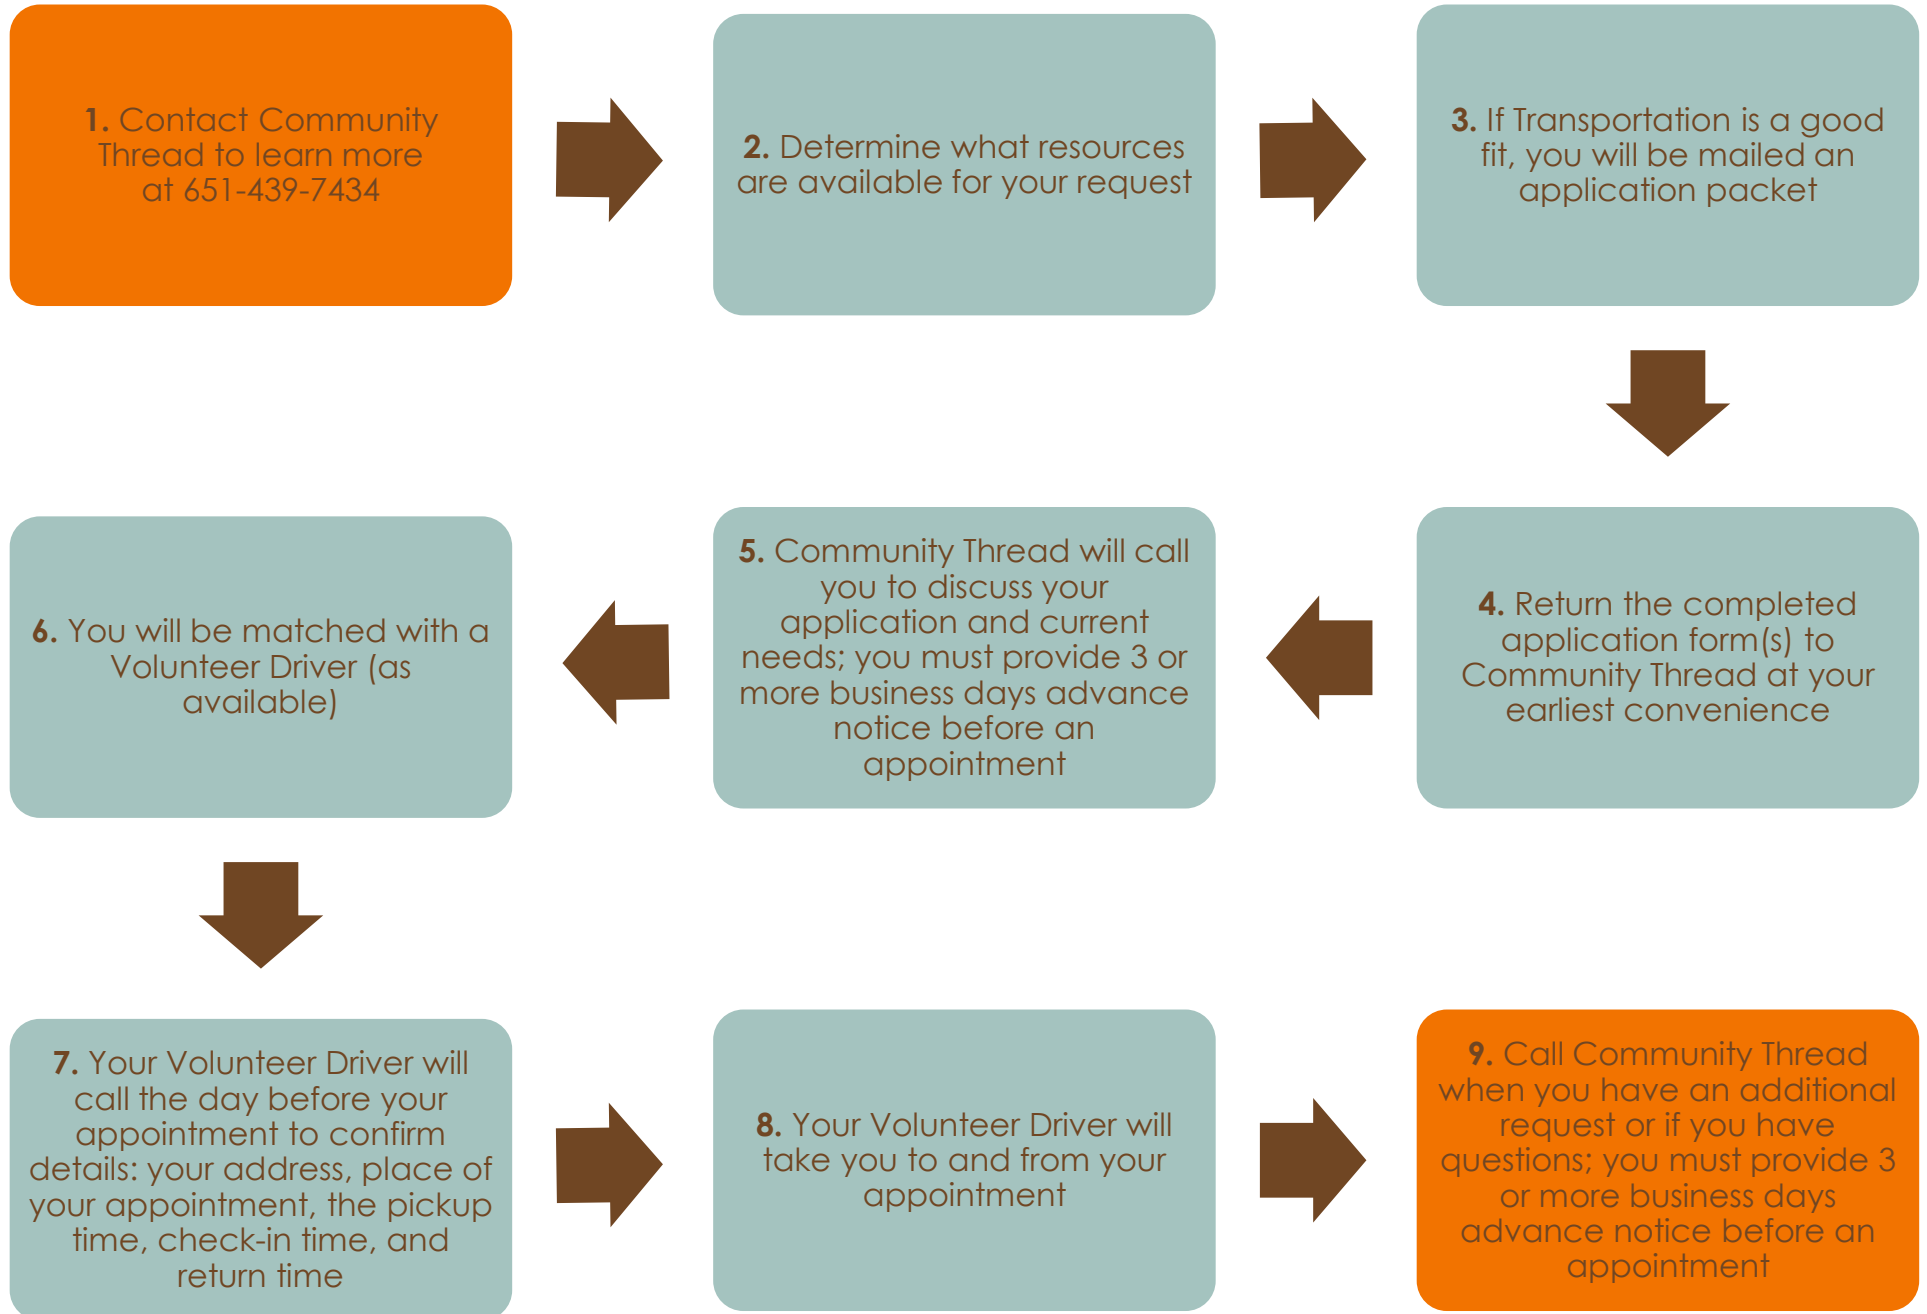 1. Contact Community
Thread to learn more
at 651-439-7434
2. Determine what resources
are available for your request
3. If Transportation is a good
fit, you will be mailed an
application packet
4. Return the completed
application form(s) to
Community Thread at your
earliest convenience
5. Community Thread will call
you to discuss your
application and current
needs; you must provide 3 or
more business days advance
notice before an
appointment
6. You will be matched with a
Volunteer Driver (as
available)
7. Your Volunteer Driver will
call the day before your
appointment to confirm
details: your address, place of
your appointment, the pickup
time, check-in time, and
return time
8. Your Volunteer Driver will
take you to and from your
appointment
9. Call Community Thread
when you have an additional
request or if you have
questions; you must provide 3
or more business days
advance notice before an
appointment